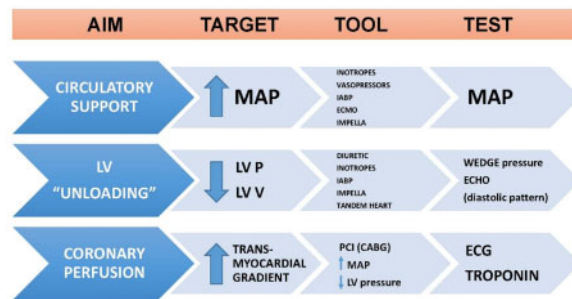 AIM TARGET TOOL TEST
CIRCULATORY
SUPPORT
MAP
INOTROPES
VASOPRESSORS
IABP
ECMO
IMPELLA
MAP
LV
"UNLOADING"
LV P
LV V
DIURETIC
INOTROPES
IABP
IMPELLA
TANDEM HEART
WEDGE pressure
ECHO
(diastolic pattern)
CORONARY
PERFUSION
TRANS-
MYOCARDIAL
GRADIENT
PCI (CABG)
MAP
LV pressure
ECG
TROPONIN